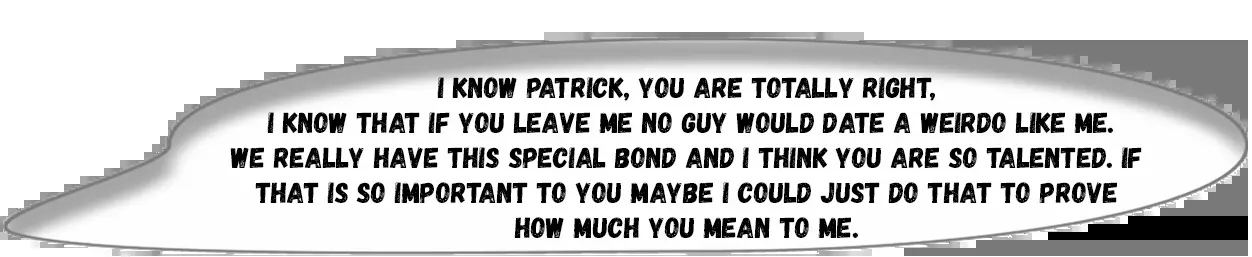 I KNOW PATRICK, YOU ARE TOTALLY RIGHT,
I KNOW THAT IF YOU LEAVE ME NO GUY WOULD DATE A WEIRDO LIKE ME.
WE REALLY HAVE THIS SPECIAL BOND AND I THINK YOU ARE SO TALENTED. IF
THAT IS SO IMPORTANT TO YOU MAYBE I COULD JUST DO THAT TO PROVE
HOW MUCH YOU MEAN TO ME.